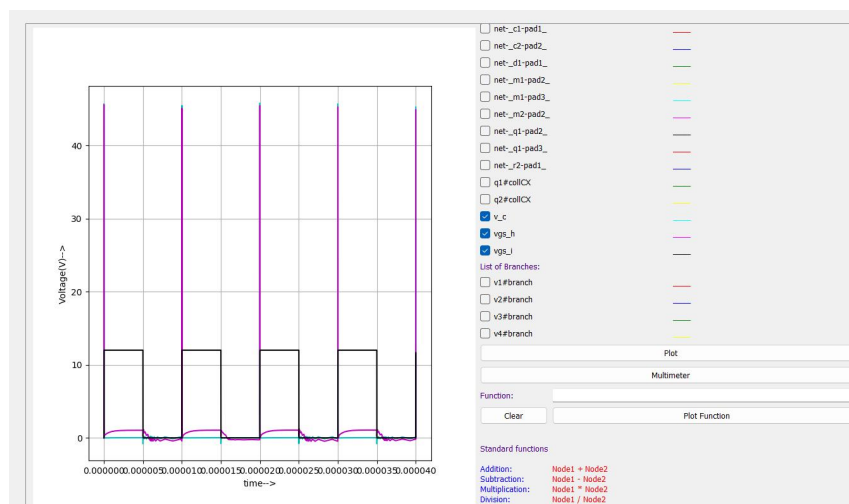 net-_c1-pad1_
net-_c2-pad2_
net-_d1-pad1_
net-_m1-pad2_
net-_m1-pad3_
net-_m2-pad2_
net-_q1-pad2_
net-_q1-pad3_
net-_r2-pad1_
q1#collCX
q2#collCX
v_c
vgs_h
vgs_i
List of Branches:
v1#branch
v2#branch
v3#branch
v4#branch
Plot
Multimeter
Function:
Clear
Plot Function
Standard functions
Addition: Node1 + Node2
Subtraction: Node1 - Node2
Multiplication: Node1 * Node2
Division: Node1 / Node2
Voltage(V)-->
40
30
20
10
0
0.000000 0.000005 0.000010 0.000015 0.000020 0.000025 0.000030 0.000035 0.000040
time-->